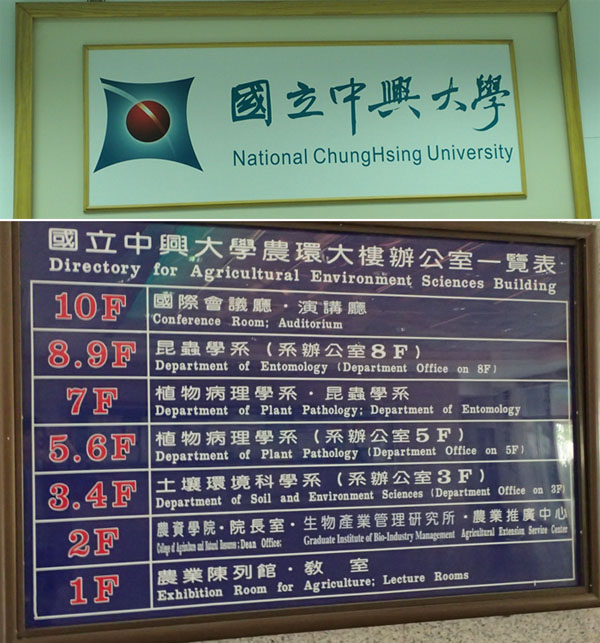 國立中興大學
National ChungHsing University
國立中興大學農環大樓辦公室一覽表
Directory for Agricultural Environment Sciences Building
10F
國際會議廳・演講廳
Conference Room; Auditorium
8.9F
昆蟲學系(系辦公室8F)
Department of Entomology (Department Office on 8F)
7F
植物病理學系・昆蟲學系
Department of Plant Pathology; Department of Entomology
5.6F
植物病理學系(系辦公室5F)
Department of Plant Pathology (Department Office on 5F)
3.4F
土壤環境科學系(系辦公室3F)
Department of Soil and Environment Sciences (Department Office on 3F)
2F
農資學院・院長室・生物產業管理研究所・農業推廣中心
College of Agriculture and Natural Resources; Dean Office; Graduate Institute of Bio-Industry Management Agricultural Extension Service Center
1F
農業陳列館・教室
Exhibition Room for Agriculture; Lecture Rooms